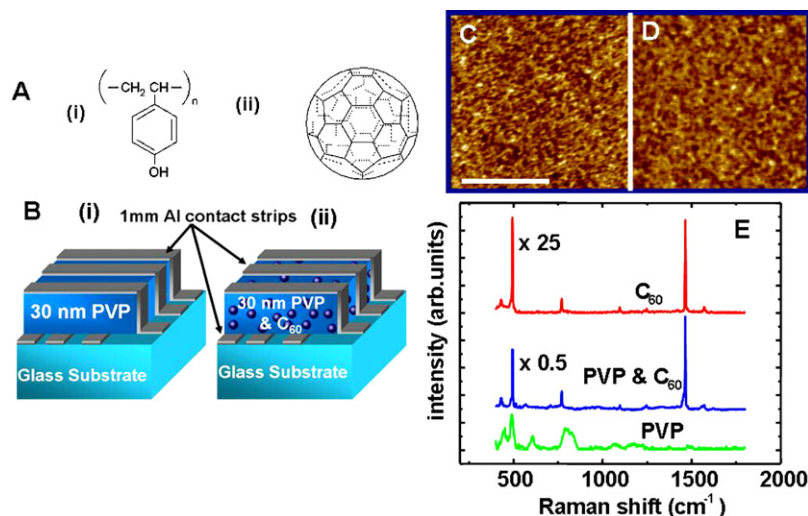 A
(i)
CH₂
CH
n
OH
(ii)
B
(i)
1mm Al contact strips
(ii)
30 nm PVP
Glass Substrate
30 nm PVP
& C₆₀
Glass Substrate
C
D
E
x 25
C₆₀
x 0.5
PVP & C₆₀
PVP
intensity (arb.units)
500
1000
1500
2000
Raman shift (cm⁻¹)